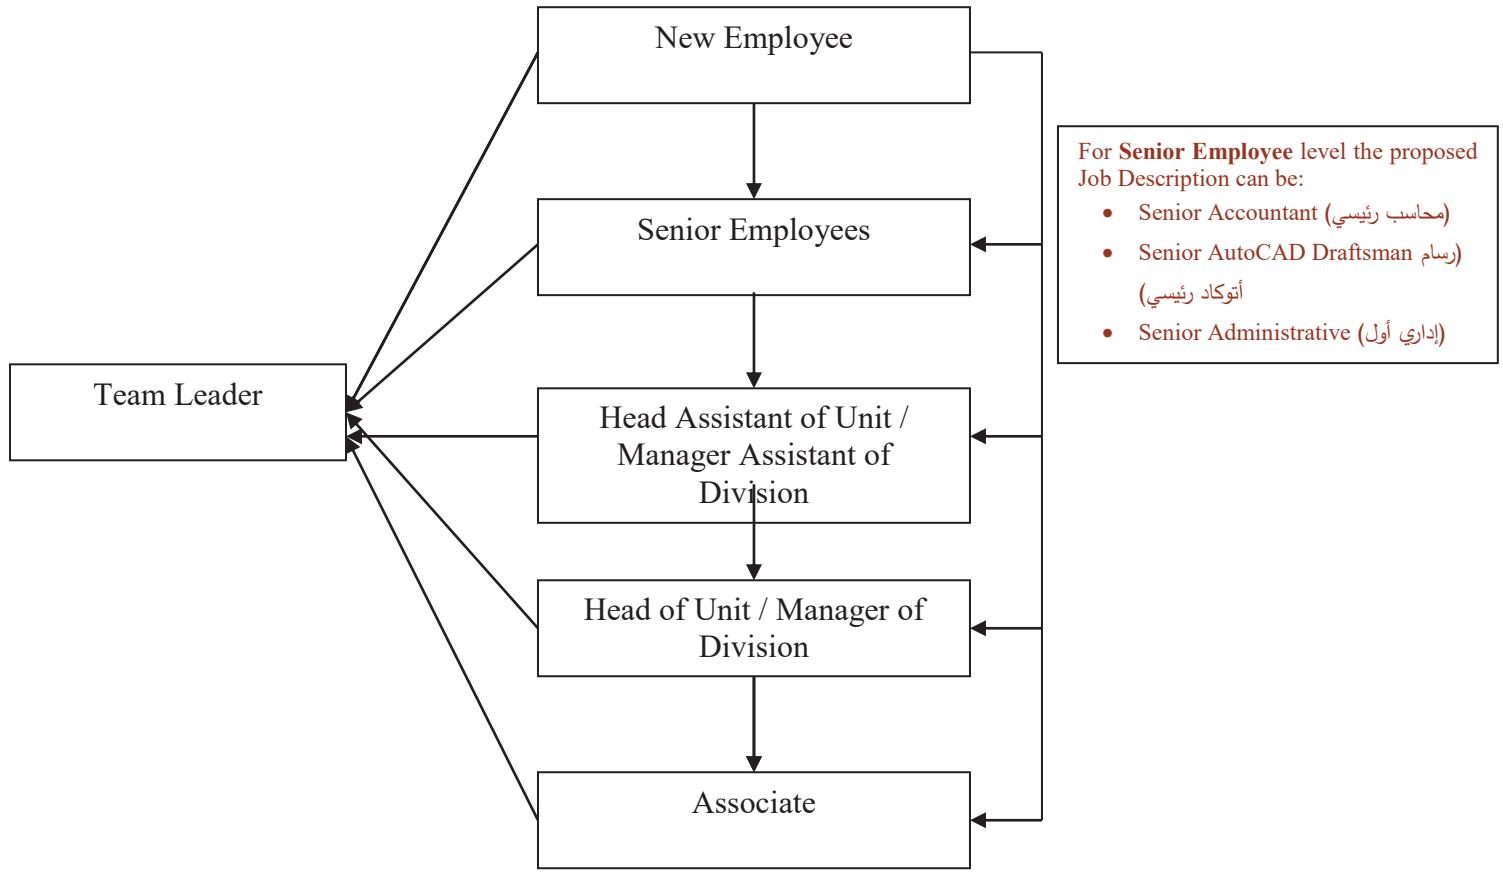 New Employee
For Senior Employee level the proposed
Job Description can be:
• Senior Accountant (محاسب رئيسي)
• Senior AutoCAD Draftsman (رسام
أتوكاد رئيسي)
• Senior Administrative (إداري أول)
Senior Employees
Team Leader
Head Assistant of Unit /
Manager Assistant of
Division
Head of Unit / Manager of
Division
Associate